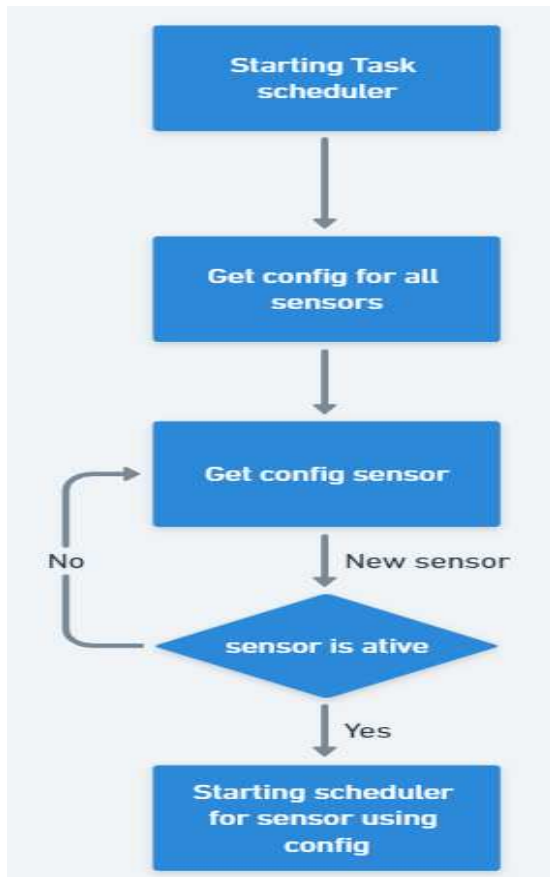 Starting Task
scheduler
Get config for all
sensors
Get config sensor
No
New sensor
sensor is ative
Yes
Starting scheduler
for sensor using
config